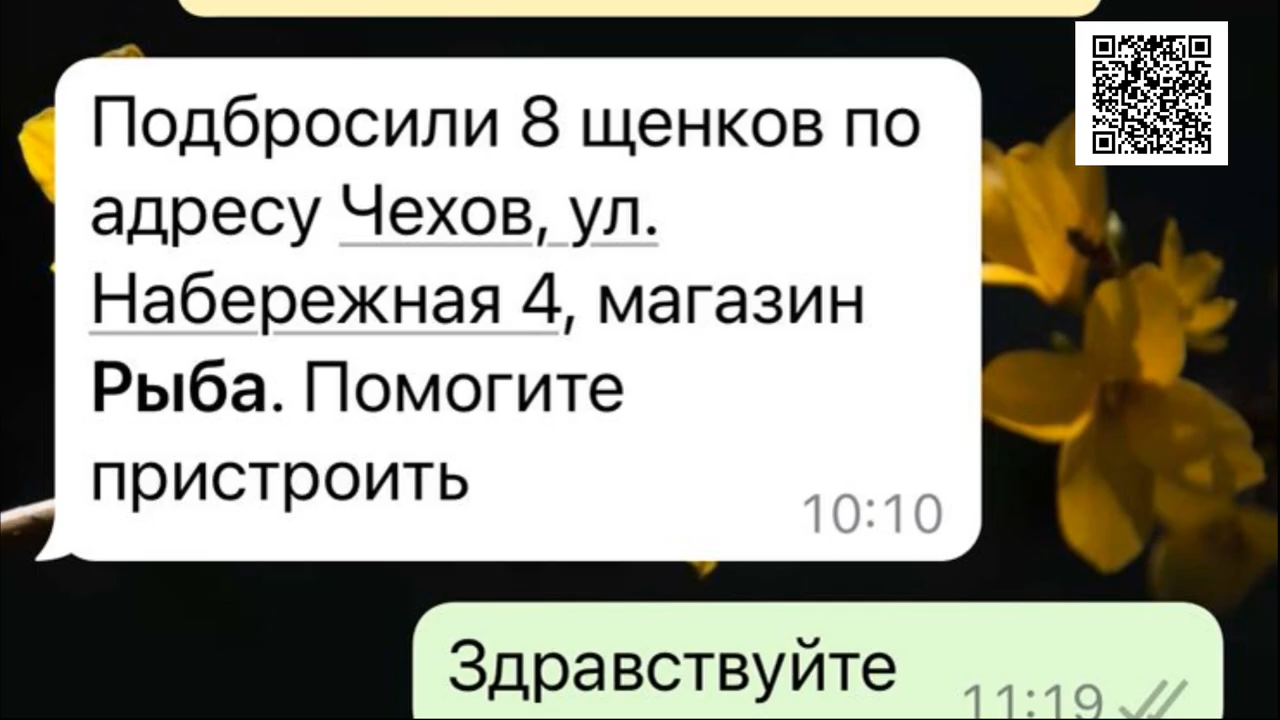 Подбросили 8 щенков по
адресу Чехов, ул.
Набережная 4, магазин
Рыба. Помогите
пристроить
10:10
Здравствуйте
11:19